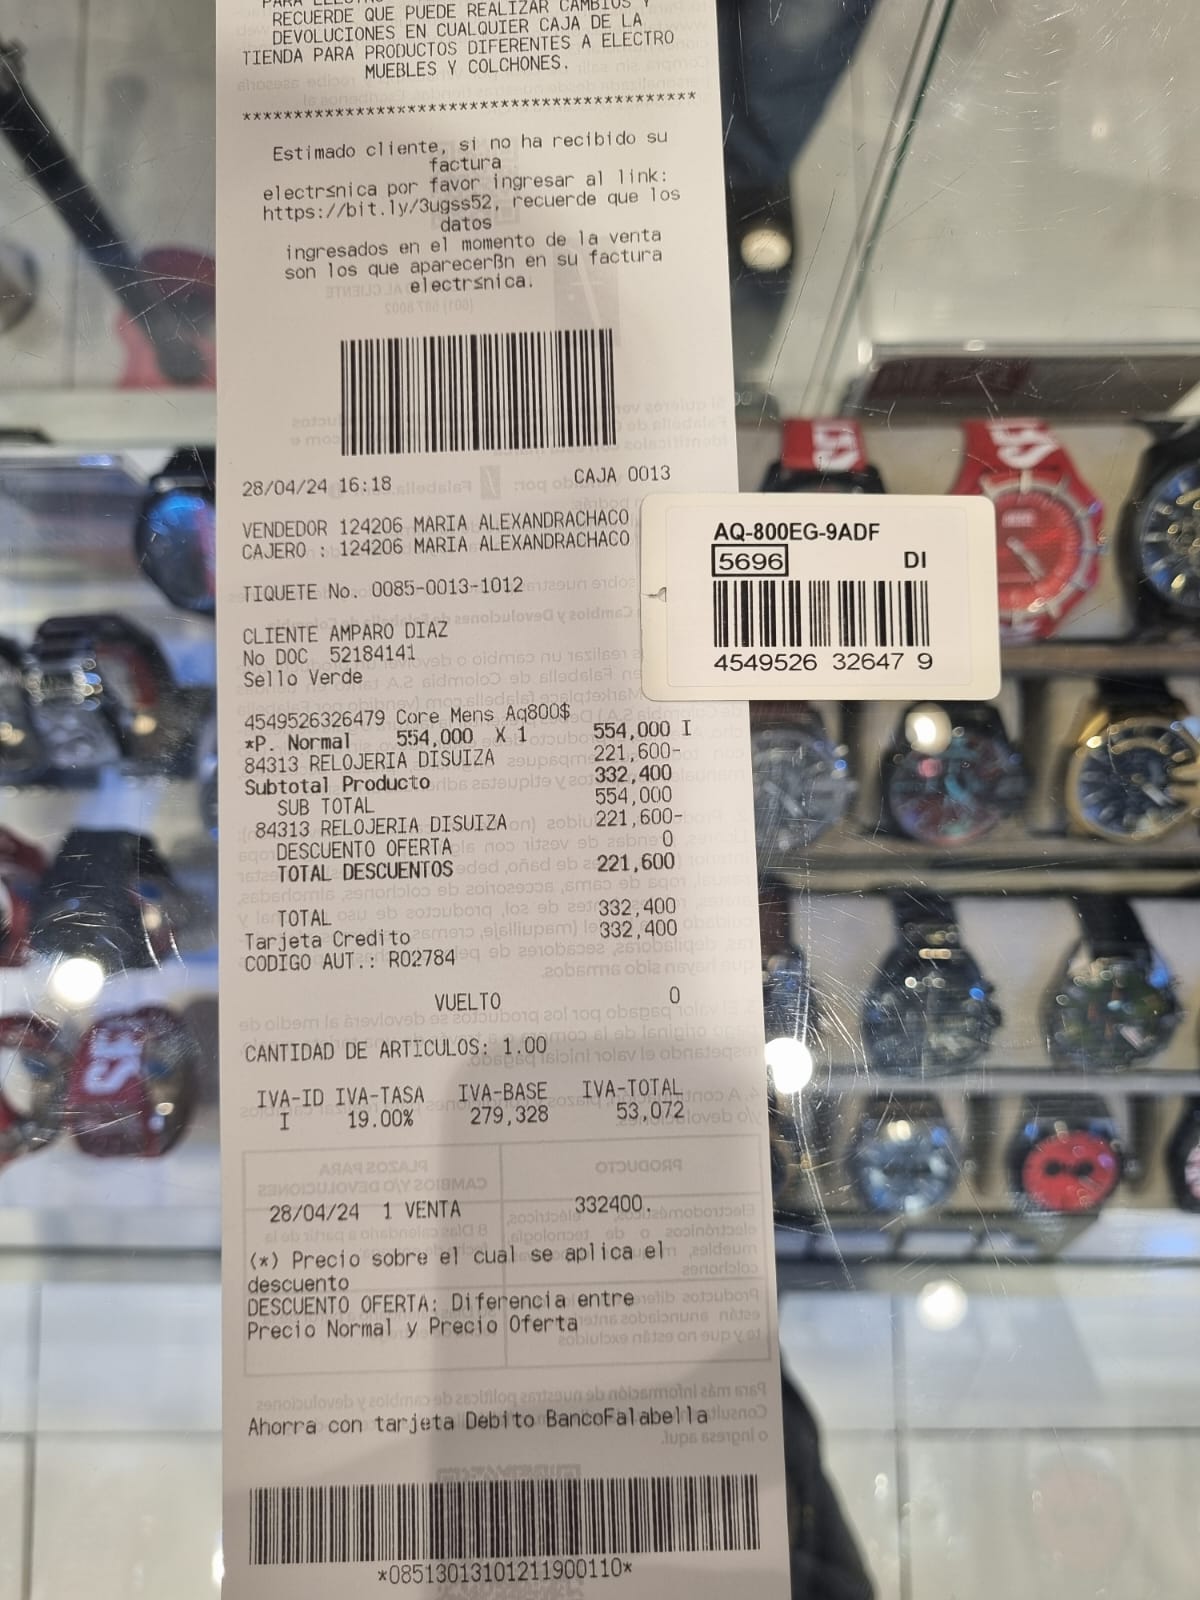 RECUERDE QUE PUEDE REALIZAR CAMBIOS Y
DEVOLUCIONES EN CUALQUIER CAJA DE LA
TIENDA PARA PRODUCTOS DIFERENTES A ELECTRO
MUEBLES Y COLCHONES.
********************************************
Estimado cliente, si no ha recibido su
factura
electr≤nica por favor ingresar al link:
https://bit.ly/3ugss52, recuerde que los
datos
ingresados en el momento de la venta
son los que aparecerßn en su factura
electr≤nica.
28/04/24 16:18 CAJA 0013
VENDEDOR 124206 MARIA ALEXANDRACHACO
CAJERO : 124206 MARIA ALEXANDRACHACO
TIQUETE No. 0085-0013-1012
CLIENTE AMPARO DIAZ
No DOC 52184141
Sello Verde
4549526326479 Core Mens Aq800$
*P. Normal 554,000 X 1 554,000 I
84313 RELOJERIA DISUIZA 221,600-
Subtotal Producto 332,400
SUB TOTAL 554,000
84313 RELOJERIA DISUIZA 221,600-
DESCUENTO OFERTA 0
TOTAL DESCUENTOS 221,600
TOTAL 332,400
Tarjeta Credito 332,400
CODIGO AUT.: R02784
VUELTO 0
CANTIDAD DE ARTICULOS: 1.00
IVA-ID IVA-TASA IVA-BASE IVA-TOTAL
I 19.00% 279,328 53,072
28/04/24 1 VENTA 332400.
(*) Precio sobre el cual se aplica el
descuento
DESCUENTO OFERTA: Diferencia entre
Precio Normal y Precio Oferta
Ahorra con tarjeta Debito BancoFalabella
*085130131012119001​10*
AQ-800EG-9ADF
5696 DI
4549526 32647 9